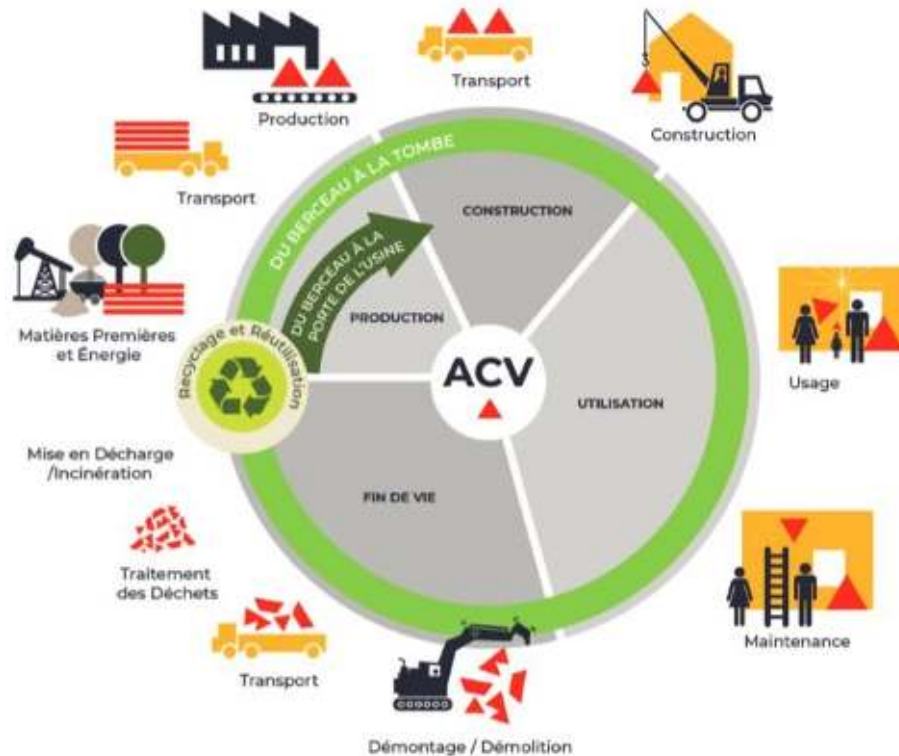 Production
Transport
Construction
Transport
Matières Premières
et Énergie
DU BERCEAU À LA TOMBE
DU BERCEAU À LA
PORTE DE L'USINE
PRODUCTION
CONSTRUCTION
UTILISATION
FIN DE VIE
ACV
Recyclage et Réutilisation
Usage
Maintenance
Démontage / Démolition
Transport
Traitement
des Déchets
Mise en Décharge
/Incinération